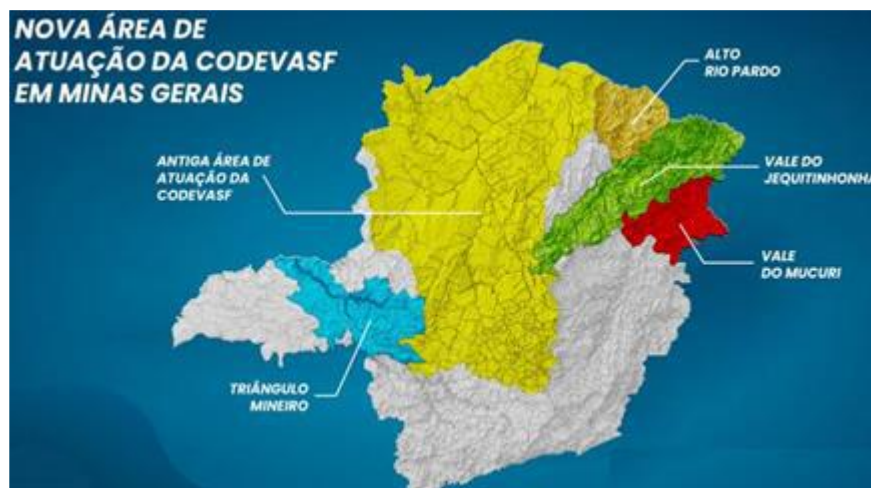 NOVA ÁREA DE
ATUAÇÃO DA CODEVASF
EM MINAS GERAIS
ALTO
RIO PARDO
ANTIGA ÁREA DE
ATUAÇÃO DA
CODEVASF
VALE DO
JEQUITINHONHA
VALE
DO MUCURI
TRIÂNGULO
MINEIRO